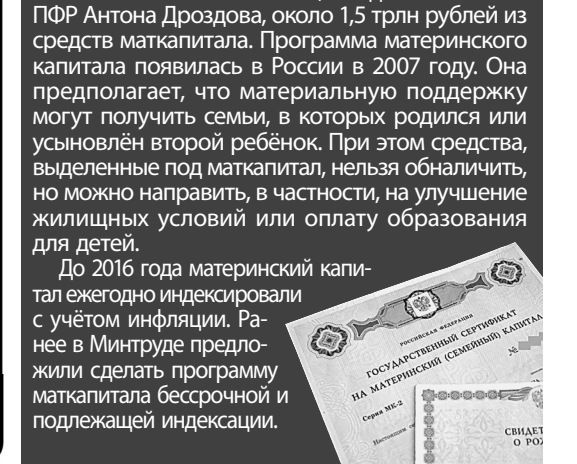 ПФР Антона Дроздова, около 1,5 трлн рублей из
средств маткапитала. Программа материнского
капитала появилась в России в 2007 году. Она
предполагает, что материальную поддержку
могут получить семьи, в которых родился или
усыновлён второй ребёнок. При этом средства,
выделенные под маткапитал, нельзя обналичить,
но можно направить, в частности, на улучшение
жилищных условий или оплату образования
для детей.
До 2016 года материнский капи-
тал ежегодно индексировали
с учётом инфляции. Ра-
нее в Минтруде предло-
жили сделать программу
маткапитала бессрочной и
подлежащей индексации.
РОССИЙСКАЯ ФЕДЕРАЦИЯ
ГОСУДАРСТВЕННЫЙ СЕРТИФИКАТ
НА МАТЕРИНСКИЙ (СЕМЕЙНЫЙ) КАПИТАЛ
Серия МК-2 №
Настоящим
СВИДЕТ
О РОЖ